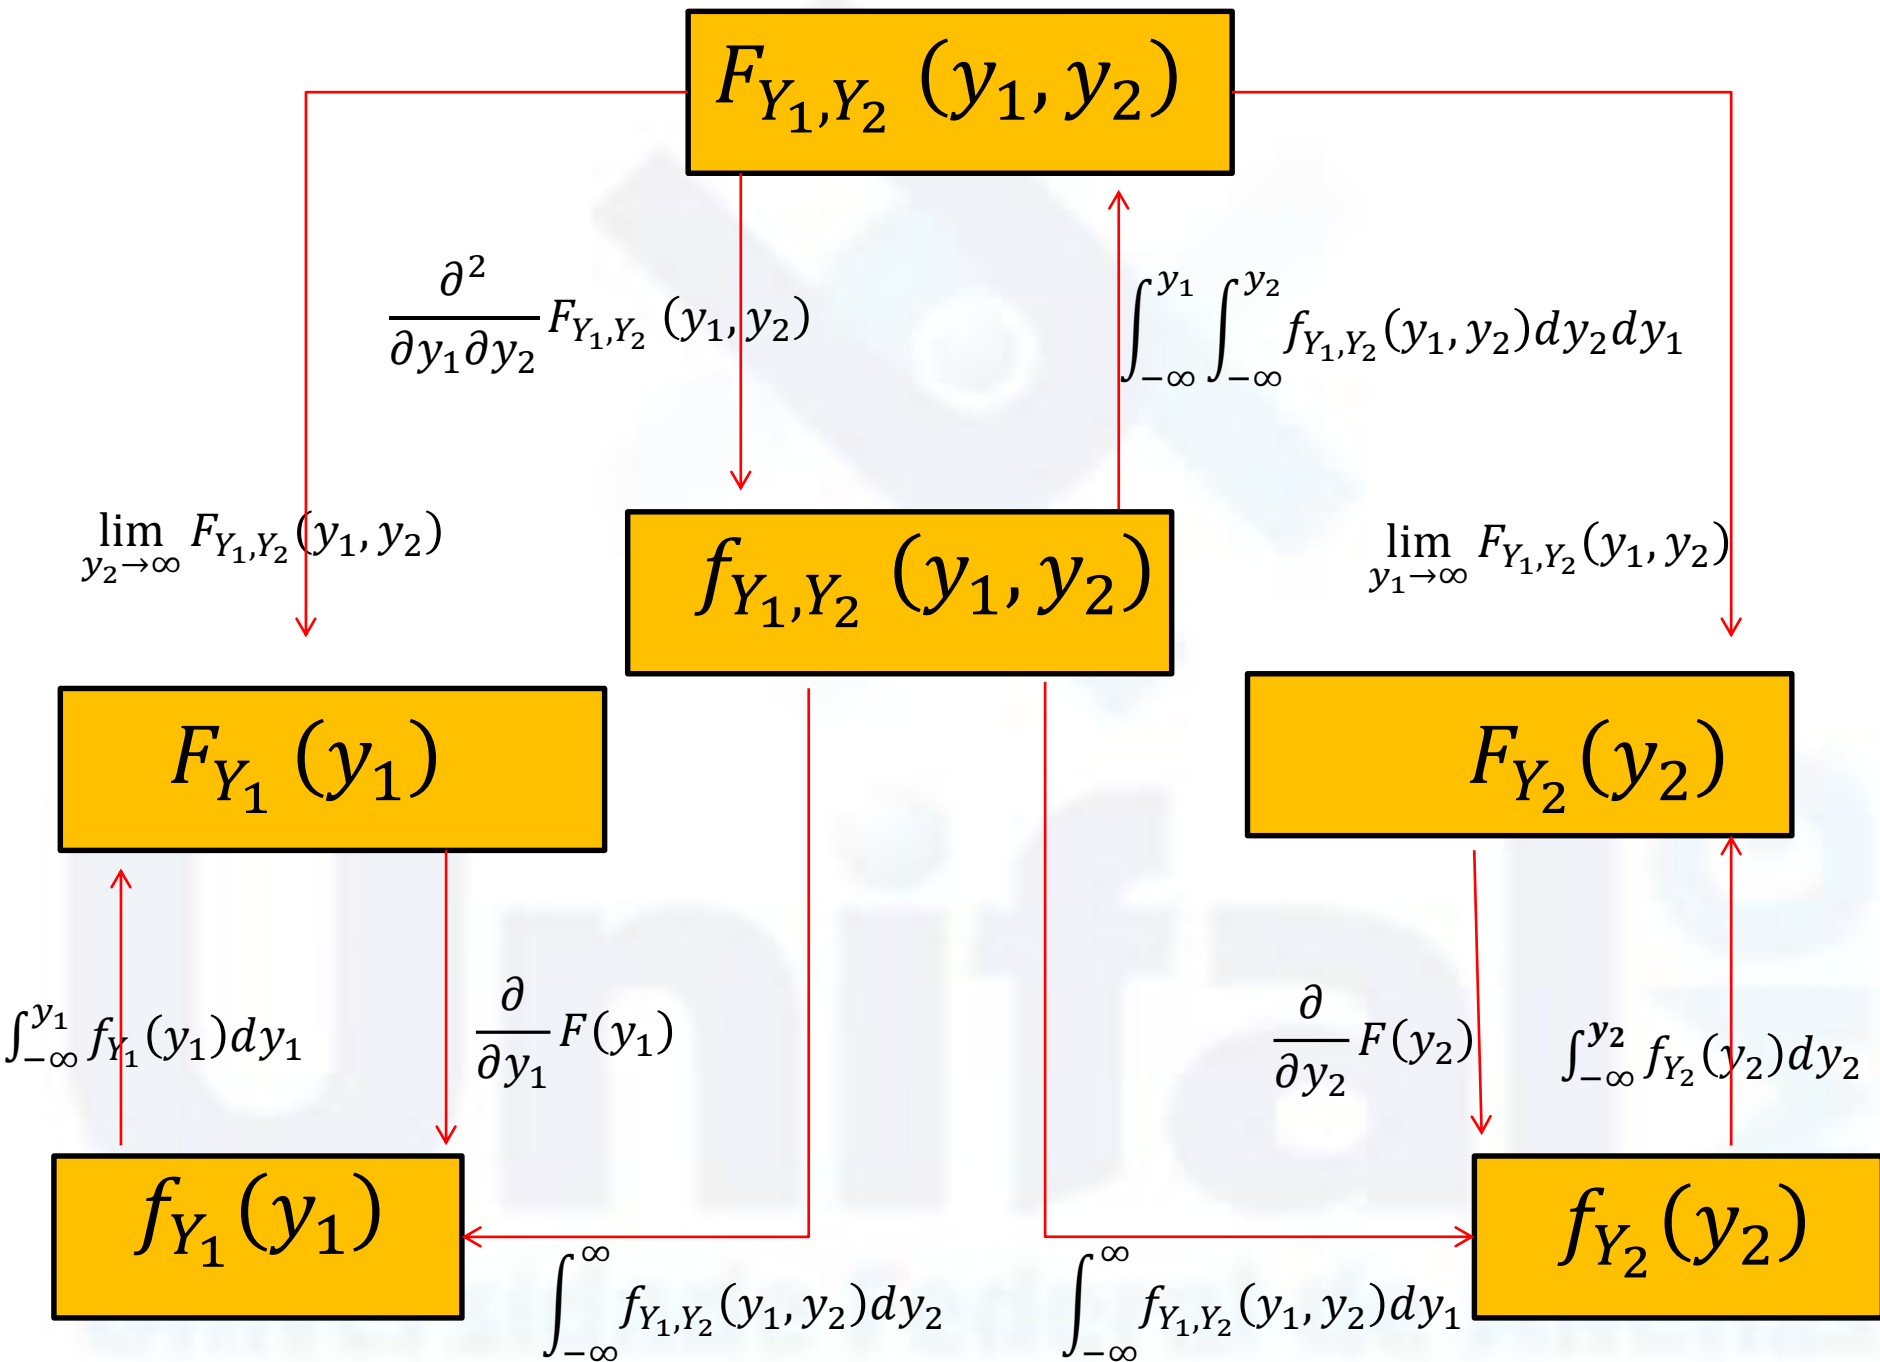 F_{Y_1,Y_2} (y_1, y_2)
\frac{∂^2}{∂y_1∂y_2} F_{Y_1,Y_2} (y_1, y_2)
∫_{-∞}^{y_1} ∫_{-∞}^{y_2} f_{Y_1,Y_2}(y_1, y_2)dy_2dy_1
\lim_{y_2→∞} F_{Y_1,Y_2}(y_1, y_2)
f_{Y_1,Y_2} (y_1, y_2)
\lim_{y_1→∞} F_{Y_1,Y_2}(y_1, y_2)
F_{Y_1} (y_1)
F_{Y_2}(y_2)
∫_{-∞}^{y_1} f_{Y_1}(y_1)dy_1
\frac{∂}{∂y_1} F(y_1)
\frac{∂}{∂y_2} F(y_2)
∫_{-∞}^{y_2} f_{Y_2}(y_2)dy_2
f_{Y_1}(y_1)
f_{Y_2}(y_2)
∫_{-∞}^{∞} f_{Y_1,Y_2}(y_1, y_2)dy_2
∫_{-∞}^{∞} f_{Y_1,Y_2}(y_1, y_2)dy_1
Unifal